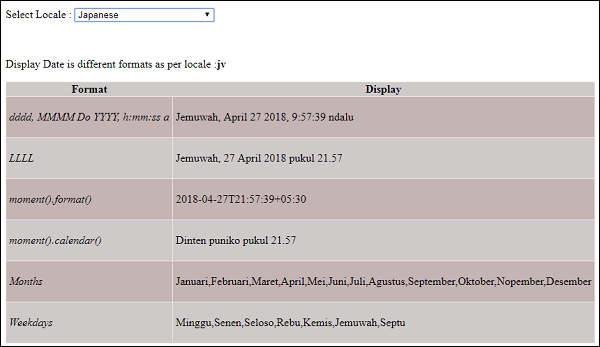 Select Locale : Japanese
Display Date is different formats as per locale :jv
Format Display
dddd, MMMM Do YYYY, h:mm:ss a Jemuwah, April 27 2018, 9:57:39 ndalu
LLLL Jemuwah, 27 April 2018 pukul 21.57
moment().format() 2018-04-27T21:57:39+05:30
moment().calendar() Dinten puniko pukul 21.57
Months Januari,Februari,Maret,April,Mei,Juni,Juli,Agustus,September,Oktober,Nopember,Desember
Weekdays Minggu,Senen,Seloso,Rebu,Kemis,Jemuwah,Septu